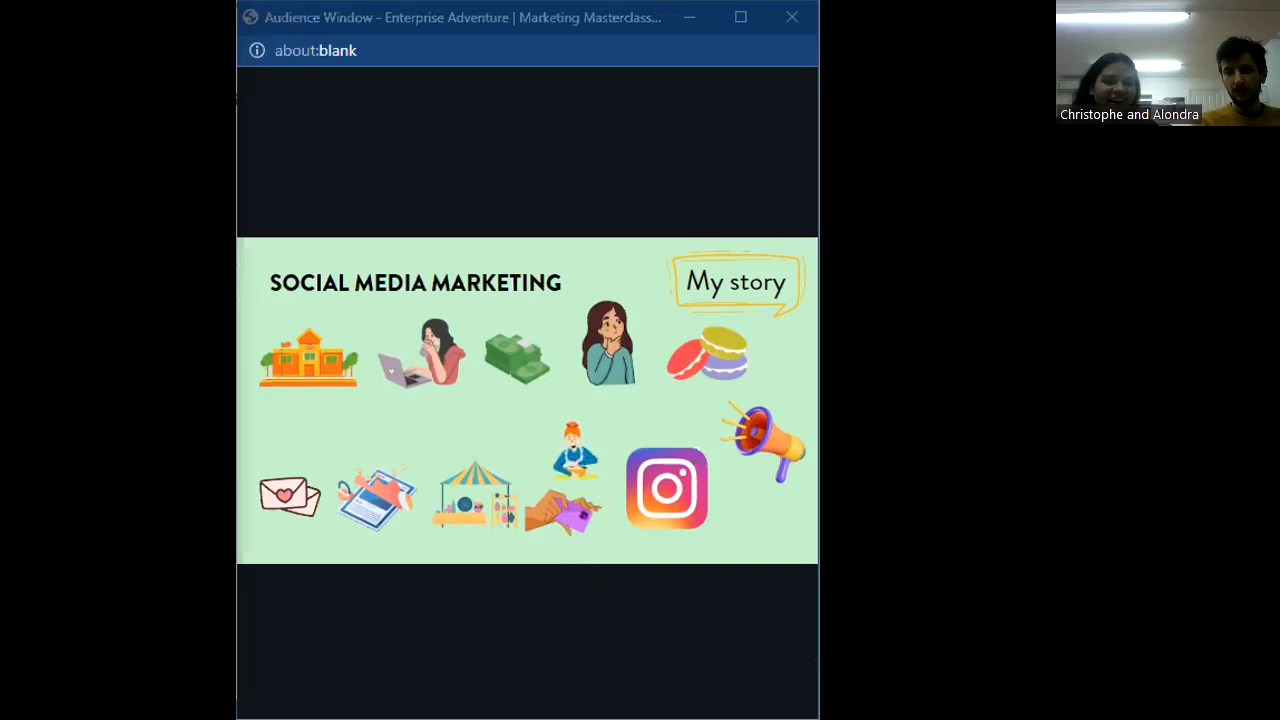 Audience Window - Enterprise Adventure | Marketing Masterclass...
about:blank
SOCIAL MEDIA MARKETING
My story
Christophe and Alondra